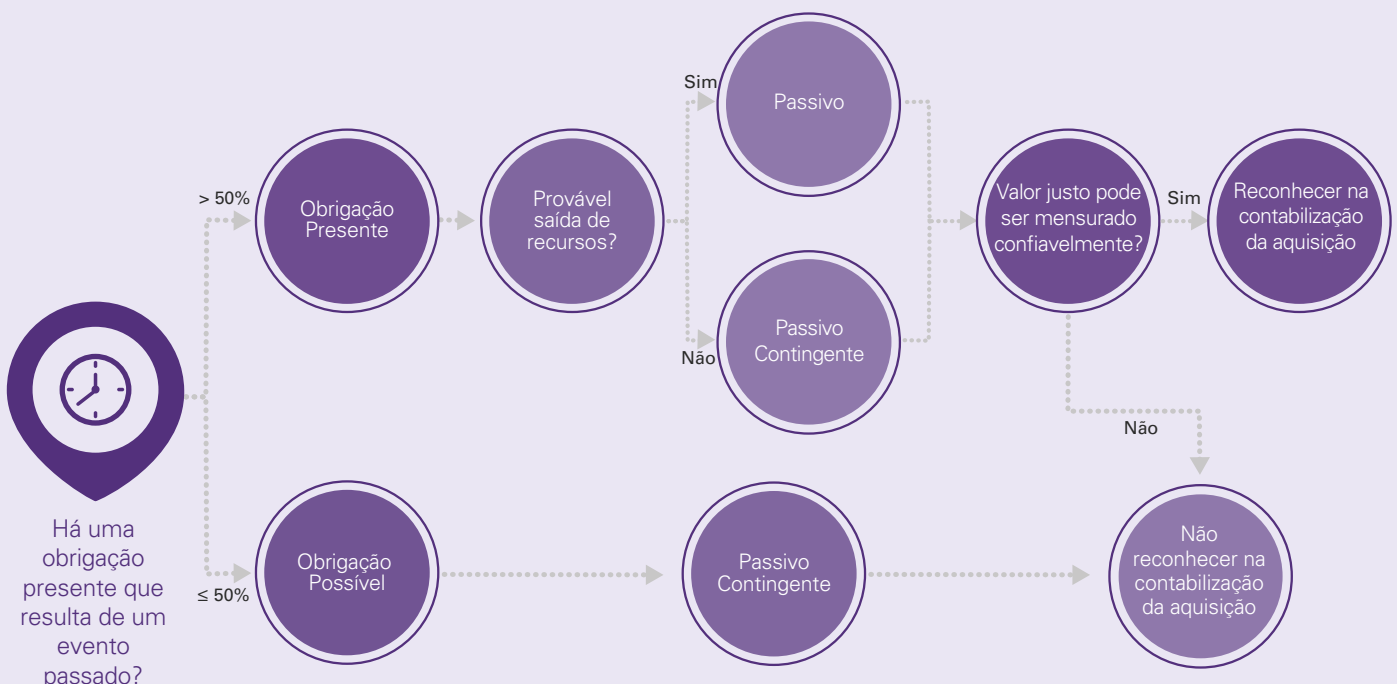 Há uma
obrigação
presente que
resulta de um
evento
passado?
> 50%
Obrigação
Presente
Provável
saída de
recursos?
Sim
Passivo
Não
Passivo
Contingente
Valor justo pode
ser mensurado
confiavelmente?
Sim
Reconhecer na
contabilização
da aquisição
Não
≤ 50%
Obrigação
Possível
Passivo
Contingente
Não
reconhecer na
contabilização
da aquisição